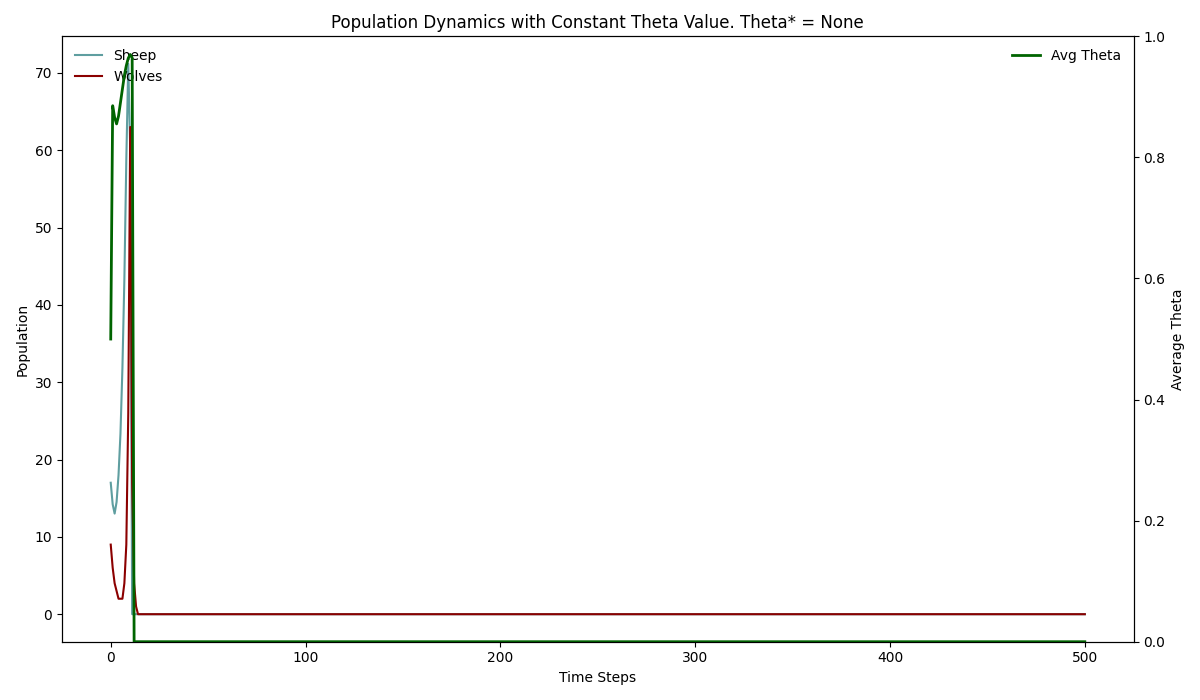 Population Dynamics with Constant Theta Value. Theta* = None
Sheep
Wolves
Avg Theta
Population
70
60
50
40
30
20
10
0
1.0
0.8
0.6
0.4
0.2
0.0
Average Theta
0
100
200
300
400
500
Time Steps